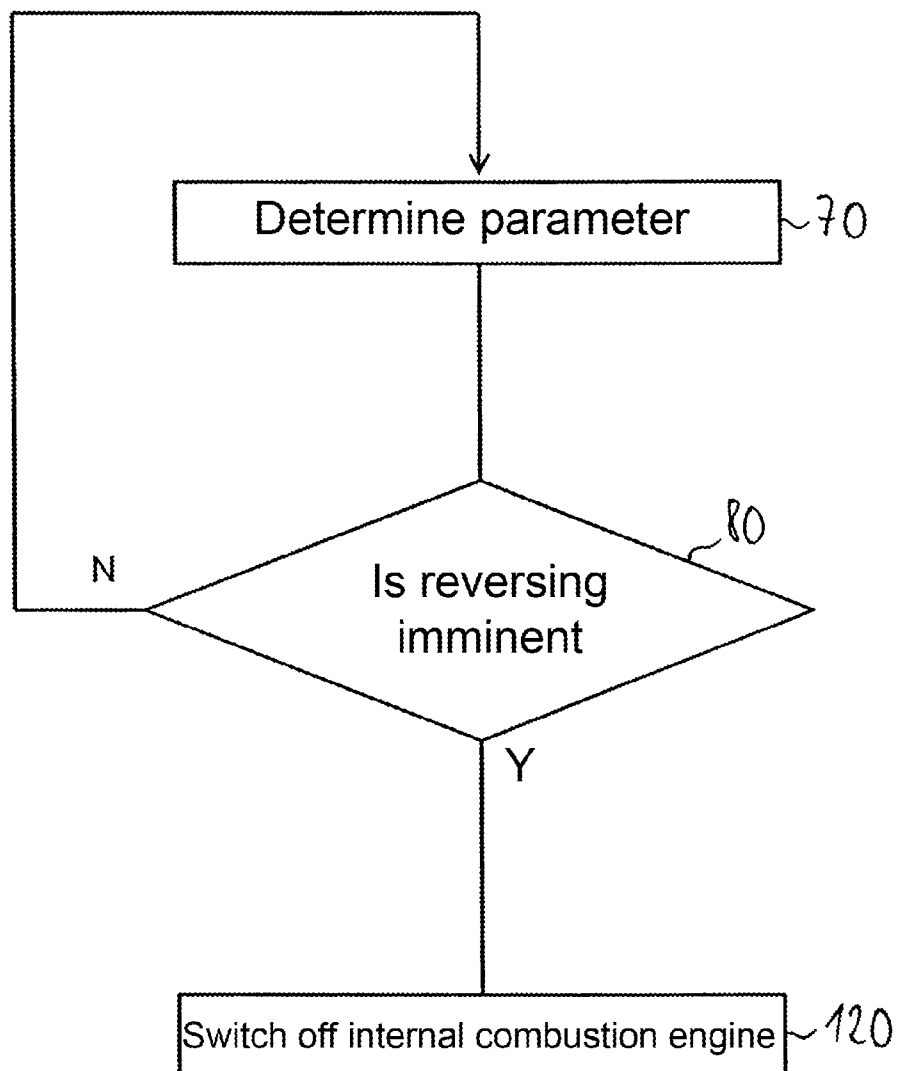 Determine parameter
70
80
N
Is reversing
imminent
Y
Switch off internal combustion engine
120